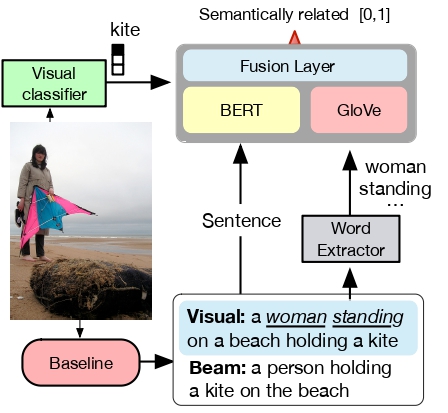 Semantically related [0,1]
kite
Visual
classifier
Fusion Layer
BERT
GloVe
woman
standing
...
Sentence
Word
Extractor
Visual: a woman standing
on a beach holding a kite
Beam: a person holding
a kite on the beach
Baseline